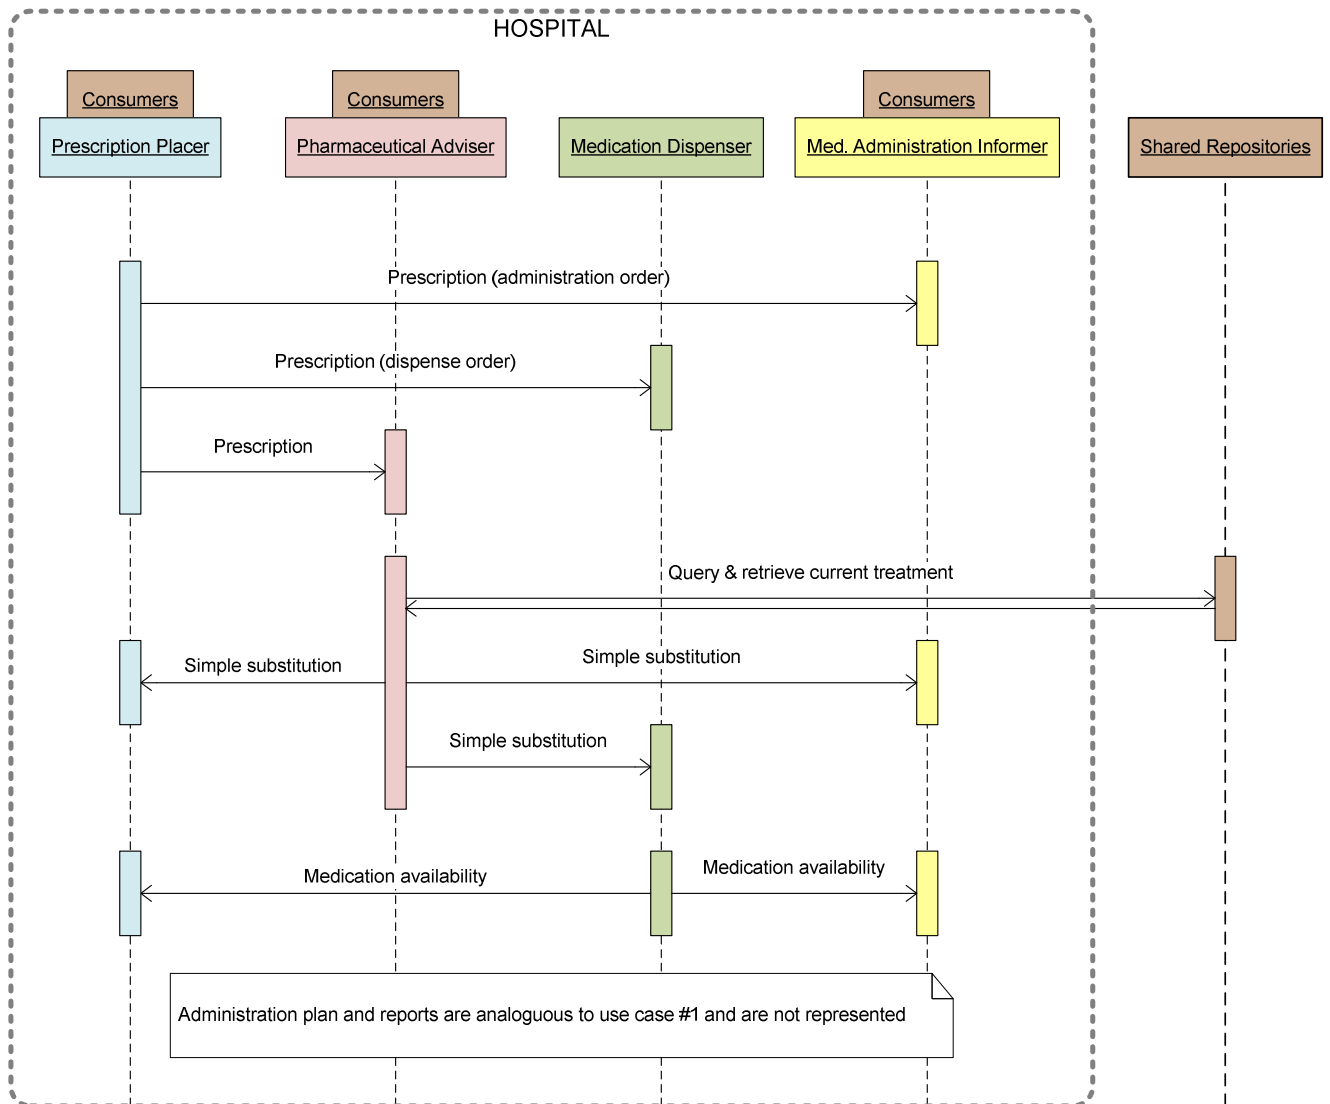 HOSPITAL
Consumers
Consumers
Consumers
Prescription Placer
Pharmaceutical Adviser
Medication Dispenser
Med. Administration Informer
Shared Repositories
Prescription (administration order)
Prescription (dispense order)
Prescription
Query & retrieve current treatment
Simple substitution
Simple substitution
Simple substitution
Medication availability
Medication availability
Administration plan and reports are analoguous to use case #1 and are not represented